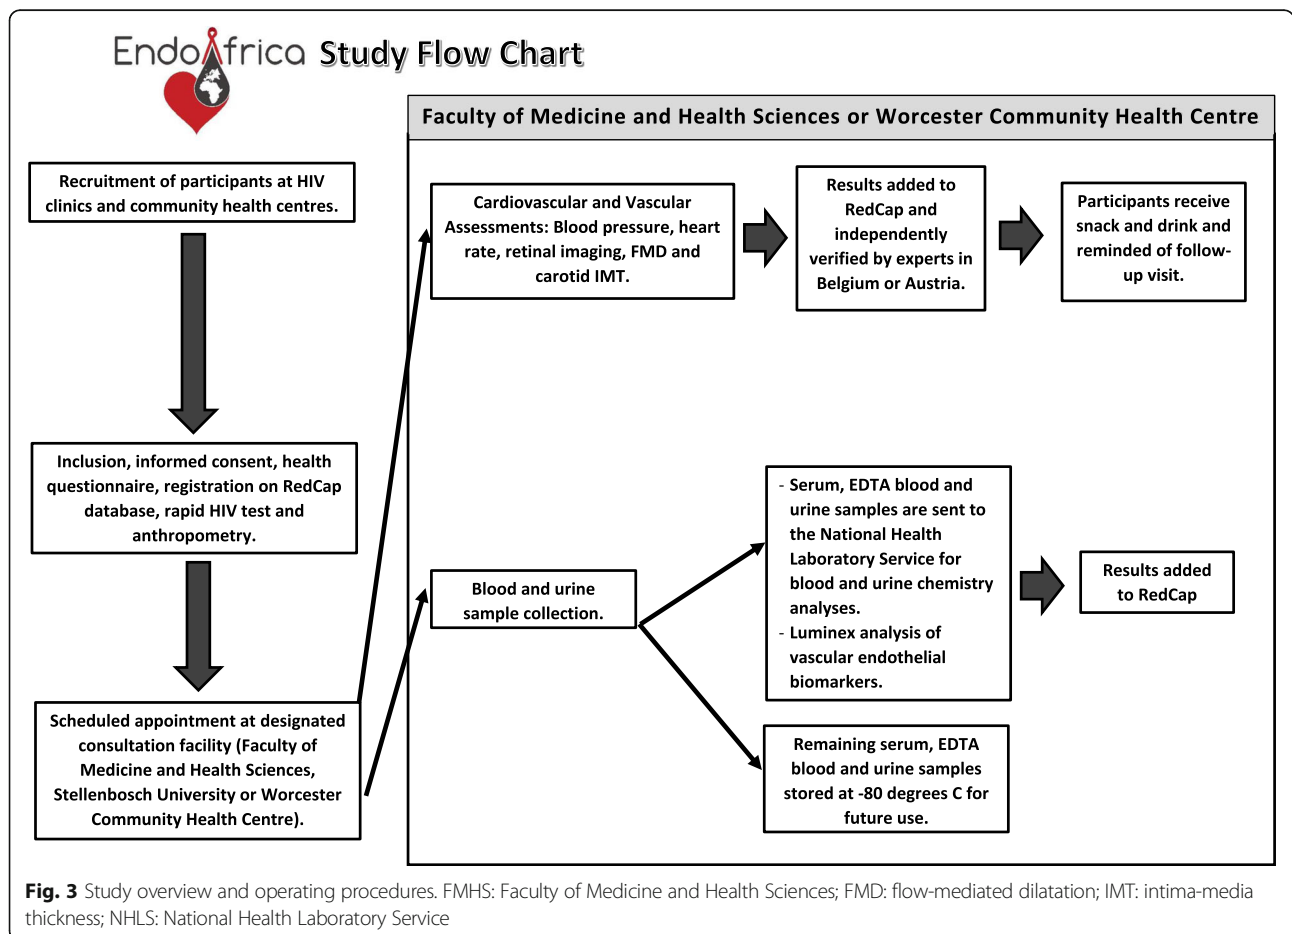 EndoAfrica Study Flow Chart
Faculty of Medicine and Health Sciences or Worcester Community Health Centre
Recruitment of participants at HIV
clinics and community health centres.
Inclusion, informed consent, health
questionnaire, registration on RedCap
database, rapid HIV test and
anthropometry.
Scheduled appointment at designated
consultation facility (Faculty of
Medicine and Health Sciences,
Stellenbosch University or Worcester
Community Health Centre).
Cardiovascular and Vascular
Assessments: Blood pressure, heart
rate, retinal imaging, FMD and
carotid IMT.
Results added to
RedCap and
independently
verified by experts in
Belgium or Austria.
Participants receive
snack and drink and
reminded of follow-
up visit.
Blood and urine
sample collection.
- Serum, EDTA blood and
urine samples are sent to
the National Health
Laboratory Service for
blood and urine chemistry
analyses.
- Luminex analysis of
vascular endothelial
biomarkers.
Results added
to RedCap
Remaining serum, EDTA
blood and urine samples
stored at -80 degrees C for
future use.
Fig. 3 Study overview and operating procedures. FMHS: Faculty of Medicine and Health Sciences; FMD: flow-mediated dilatation; IMT: intima-media
thickness; NHLS: National Health Laboratory Service